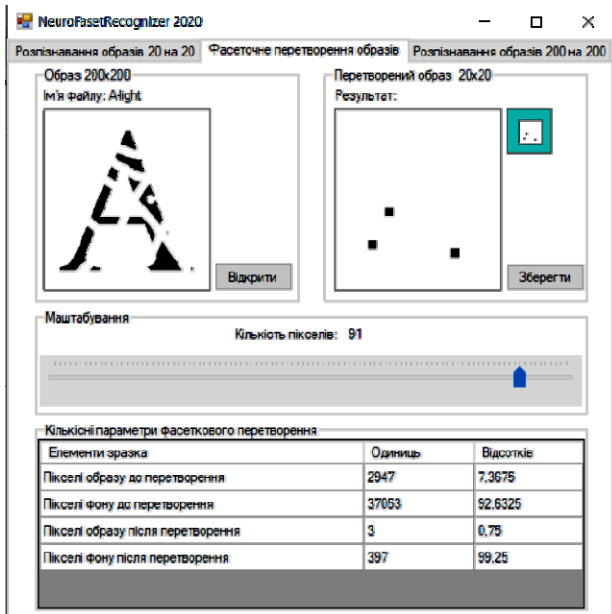 NeuroFasetRecognizer 2020
Розпізнавання образів 20 на 20 Фасеточне перетворення образів Розпізнавання образів 200 на 200
Образ 200x200
Ім'я файлу: A-light
Відкрити
Перетворений образ 20x20
Результат:
Зберегти
Маштабування
Кількість пікселів: 91
Кількісні параметри фасеткового перетворення
Елементи зразка Одиниць Відсотків
Пікселі образу до перетворення 2947 7,3675
Пікселі фону до перетворення 37053 92,6325
Пікселі образу після перетворення 3 0,75
Пікселі фону після перетворення 397 99,25